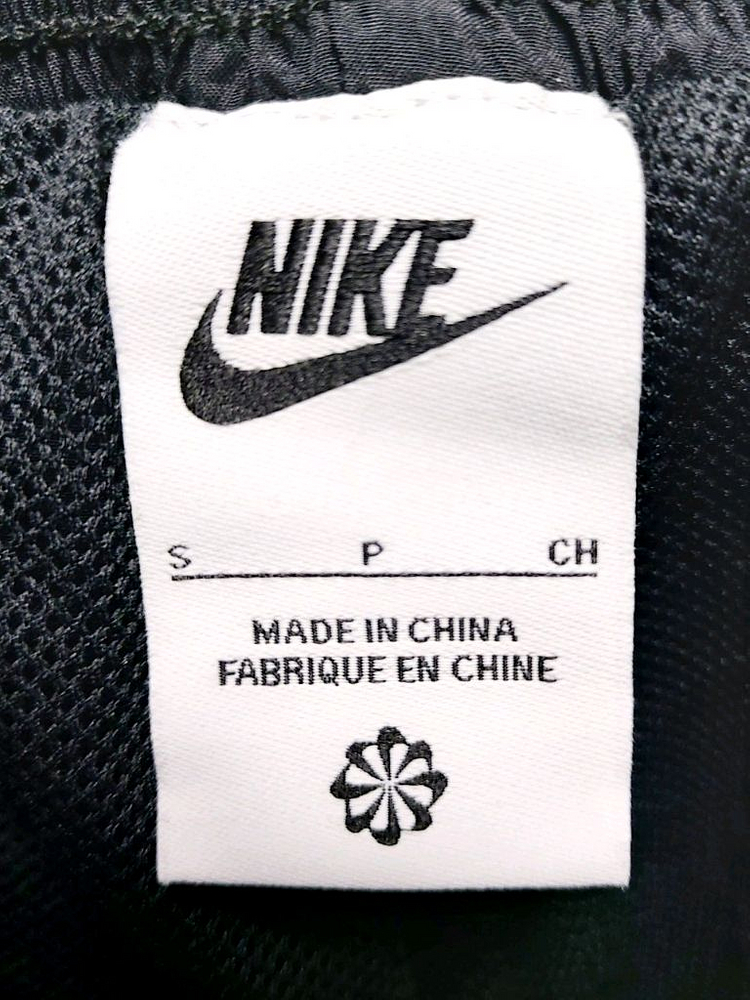 NIKE
S P CH
MADE IN CHINA
FABRIQUE EN CHINE